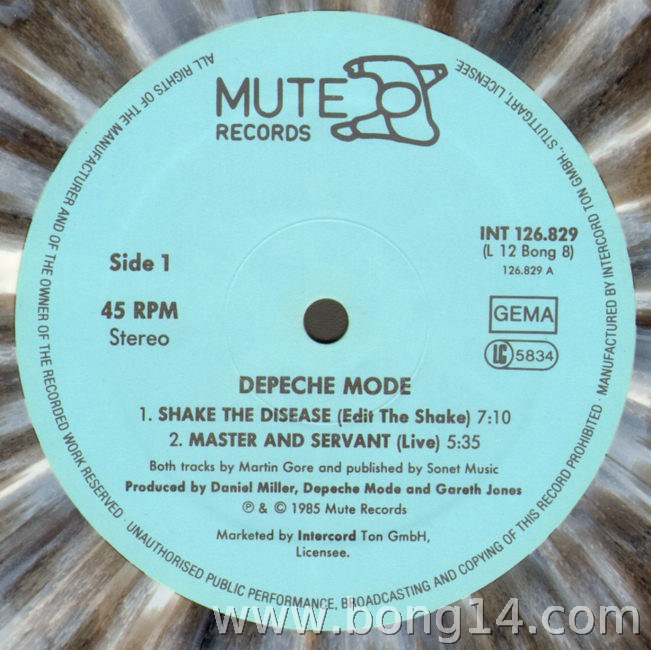 MUTE
RECORDS
INT 126.829
(L 12 Bong 8)
126.829 A
Side 1
45 RPM
Stereo
GEMA
LC 5834
DEPECHE MODE
1. SHAKE THE DISEASE (Edit The Shake) 7:10
2. MASTER AND SERVANT (Live) 5:35
Both tracks by Martin Gore and published by Sonet Music
Produced by Daniel Miller, Depeche Mode and Gareth Jones
℗ & © 1985 Mute Records
Marketed by Intercord Ton GmbH,
Licensee.
ALL RIGHTS OF THE MANUFACTURER AND OF THE OWNER OF THE RECORDED WORK RESERVED · UNAUTHORISED PUBLIC PERFORMANCE, BROADCASTING AND COPYING OF THIS RECORD PROHIBITED · MANUFACTURED BY INTERCORD TON GMBH., STUTTGART, LICENSEE.
www.bong14.com